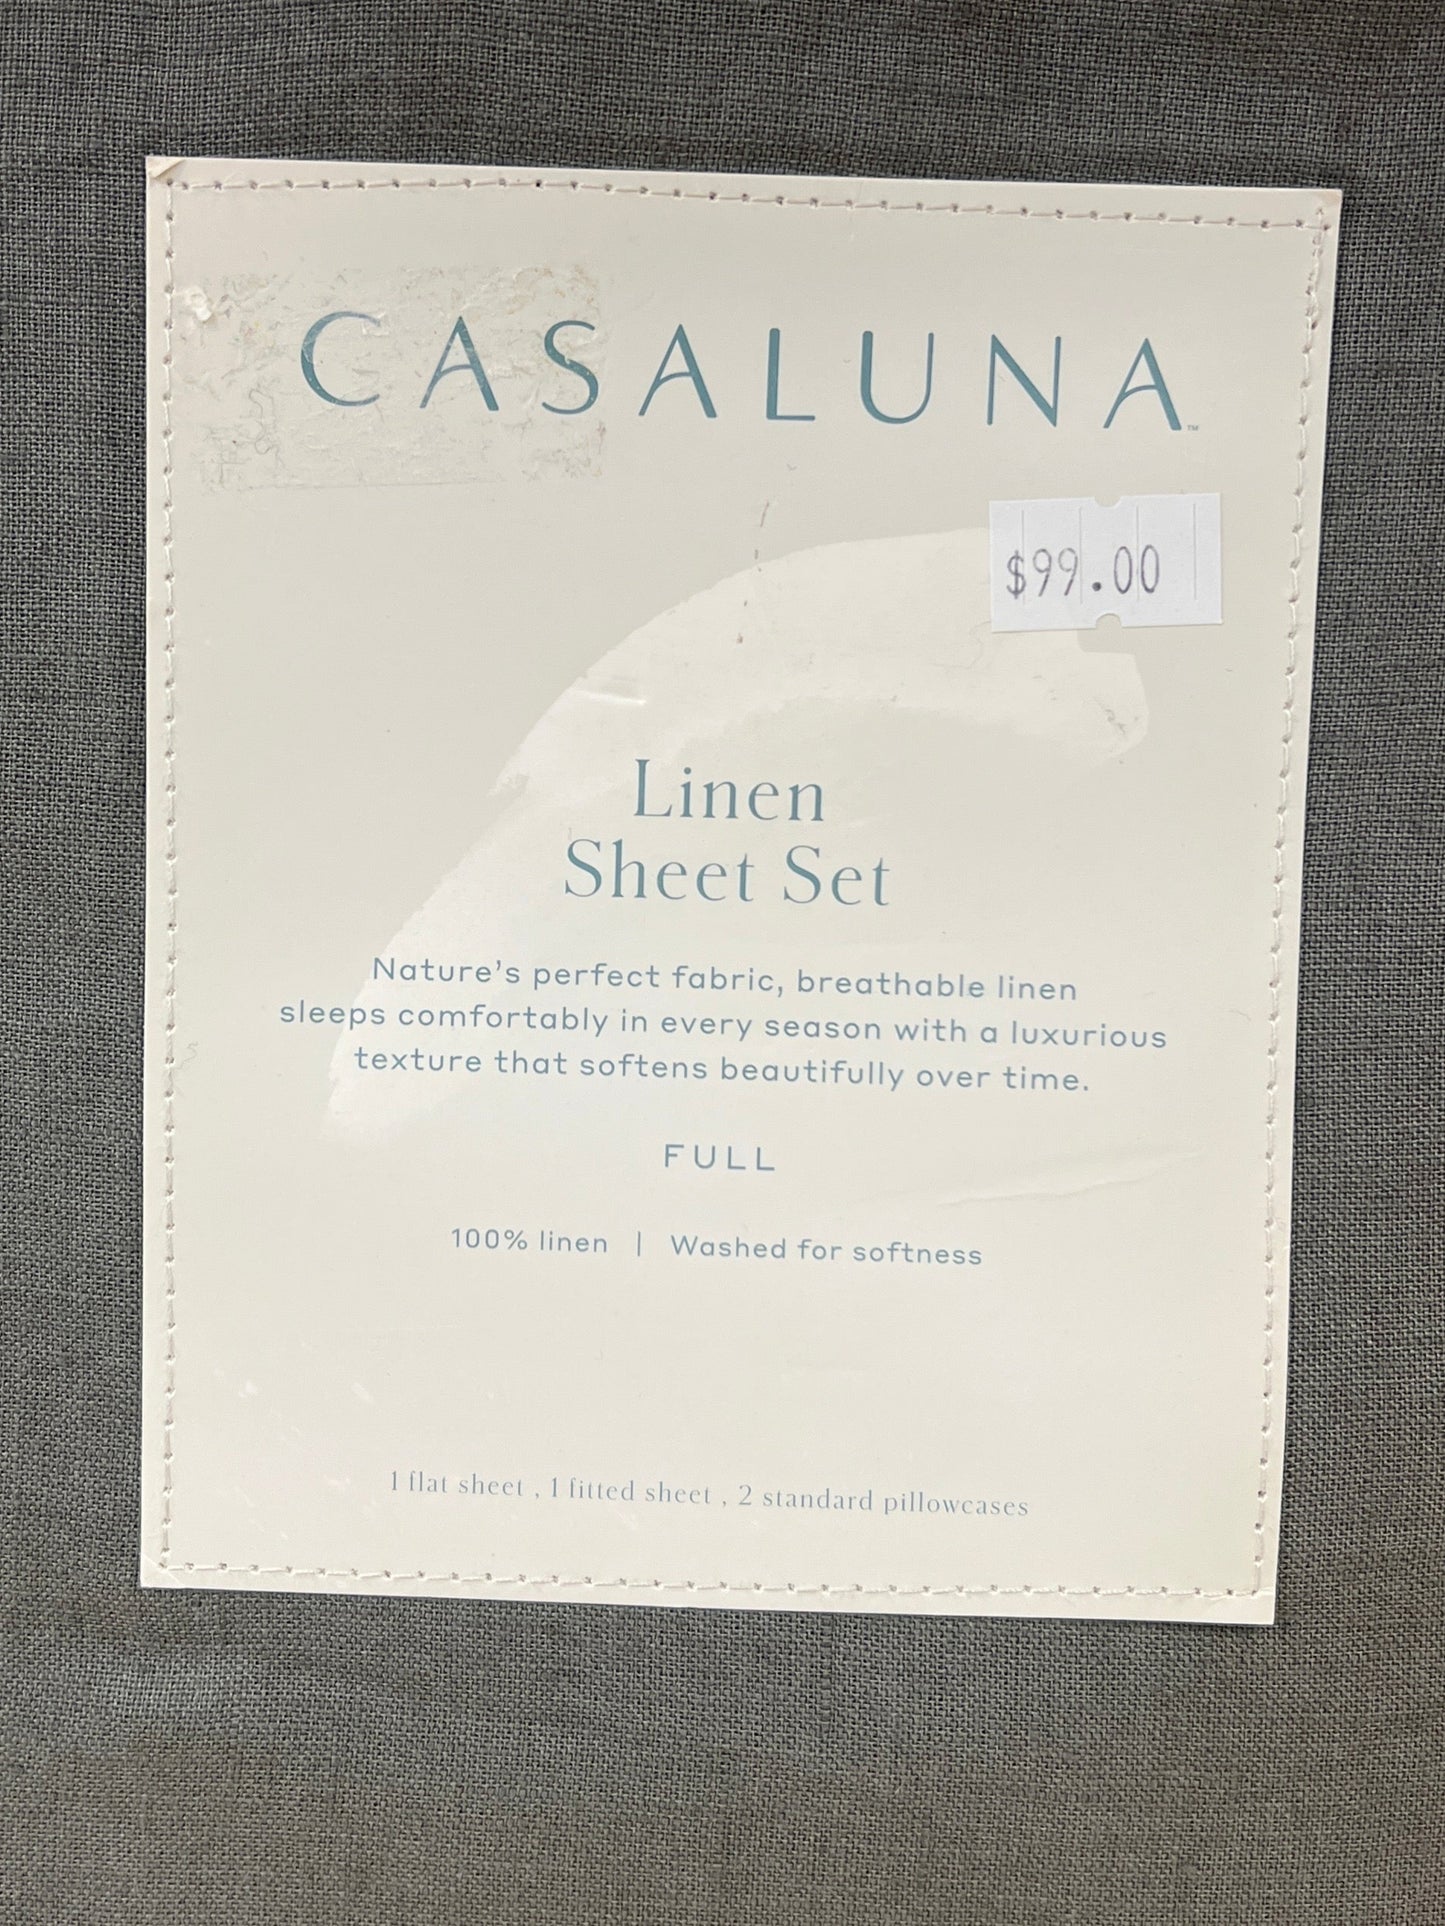 CASALUNA™
$99.00
Linen
Sheet Set
Nature's perfect fabric, breathable linen
sleeps comfortably in every season with a luxurious
texture that softens beautifully over time.
FULL
100% linen | Washed for softness
1 flat sheet , 1 fitted sheet , 2 standard pillowcases